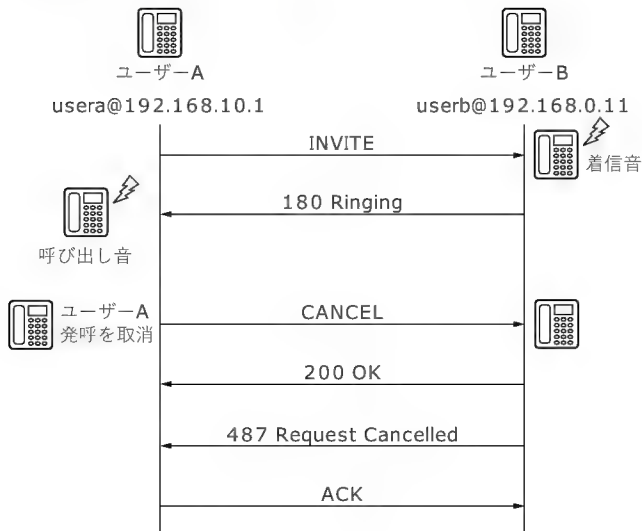 ユーザーA
ユーザーB
usera@192.168.10.1
userb@192.168.0.11
INVITE
着信音
180 Ringing
呼び出し音
ユーザーA
発呼を取消
CANCEL
200 OK
487 Request Cancelled
ACK